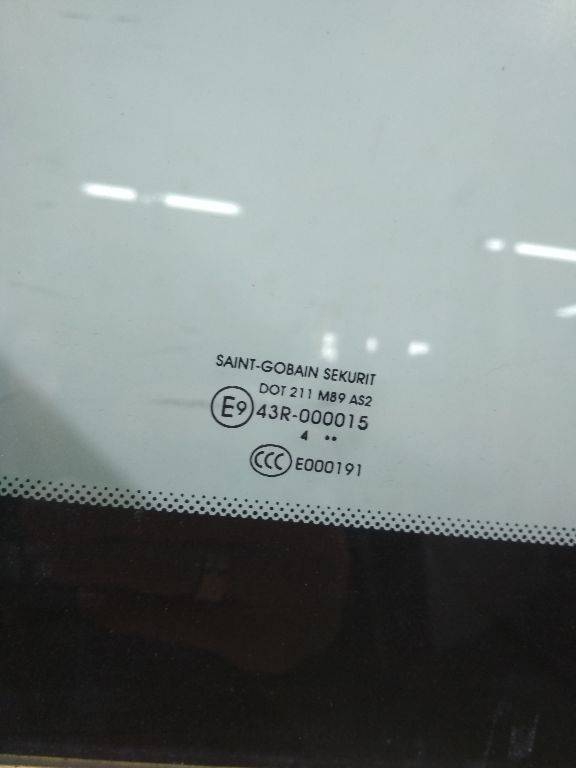 SAINT-GOBAIN SEKURIT
DOT 211 M89 AS2
E9 43R-000015
4 ••
CCC E000191